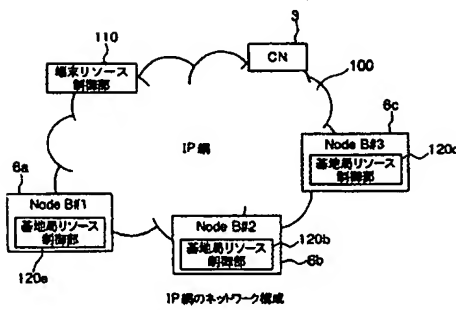 110
端末リソース
制御部
3
CN
100
6c
IP網
Node B#3
基地局リソース
制御部
120c
6a
Node B#1
基地局リソース
制御部
120a
Node B#2
基地局リソース
制御部
120b
6b
IP網のネットワーク構成